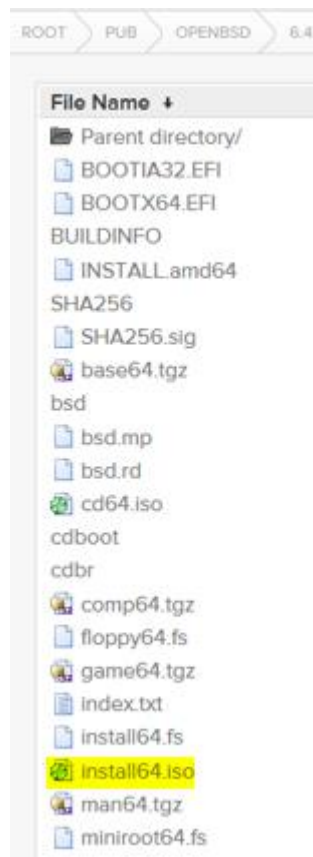 ROOT PUB OPENBSD 6.4
File Name ↓
Parent directory/
BOOTIA32.EFI
BOOTX64.EFI
BUILDINFO
INSTALL.amd64
SHA256
SHA256.sig
base64.tgz
bsd
bsd.mp
bsd.rd
cd64.iso
cdboot
cdbr
comp64.tgz
floppy64.fs
game64.tgz
index.txt
install64.fs
install64.iso
man64.tgz
miniroot64.fs